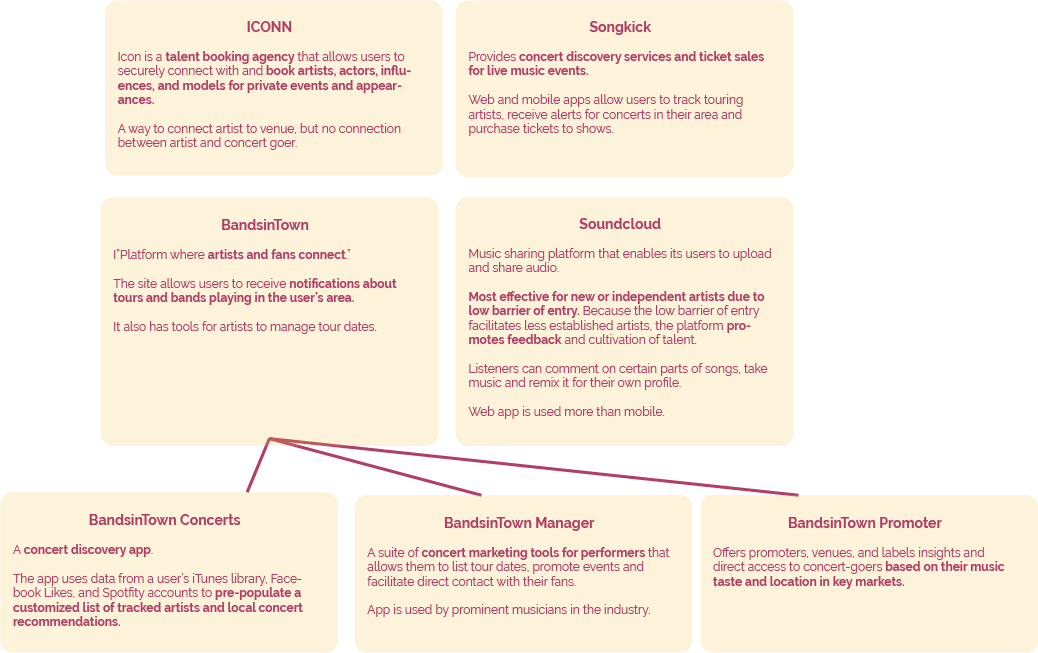 ICONN
Icon is a talent booking agency that allows users to
securely connect with and book artists, actors, influ-
ences, and models for private events and appear-
ances.
A way to connect artist to venue, but no connection
between artist and concert goer.
Songkick
Provides concert discovery services and ticket sales
for live music events.
Web and mobile apps allow users to track touring
artists, receive alerts for concerts in their area and
purchase tickets to shows.
BandsinTown
I"Platform where artists and fans connect."
The site allows users to receive notifications about
tours and bands playing in the user's area.
It also has tools for artists to manage tour dates.
Soundcloud
Music sharing platform that enables its users to upload
and share audio.
Most effective for new or independent artists due to
low barrier of entry. Because the low barrier of entry
facilitates less established artists, the platform pro-
motes feedback and cultivation of talent.
Listeners can comment on certain parts of songs, take
music and remix it for their own profile.
Web app is used more than mobile.
BandsinTown Concerts
A concert discovery app.
The app uses data from a user's iTunes library, Face-
book Likes, and Spotfity accounts to pre-populate a
customized list of tracked artists and local concert
recommendations.
BandsinTown Manager
A suite of concert marketing tools for performers that
allows them to list tour dates, promote events and
facilitate direct contact with their fans.
App is used by prominent musicians in the industry.
BandsinTown Promoter
Offers promoters, venues, and labels insights and
direct access to concert-goers based on their music
taste and location in key markets.